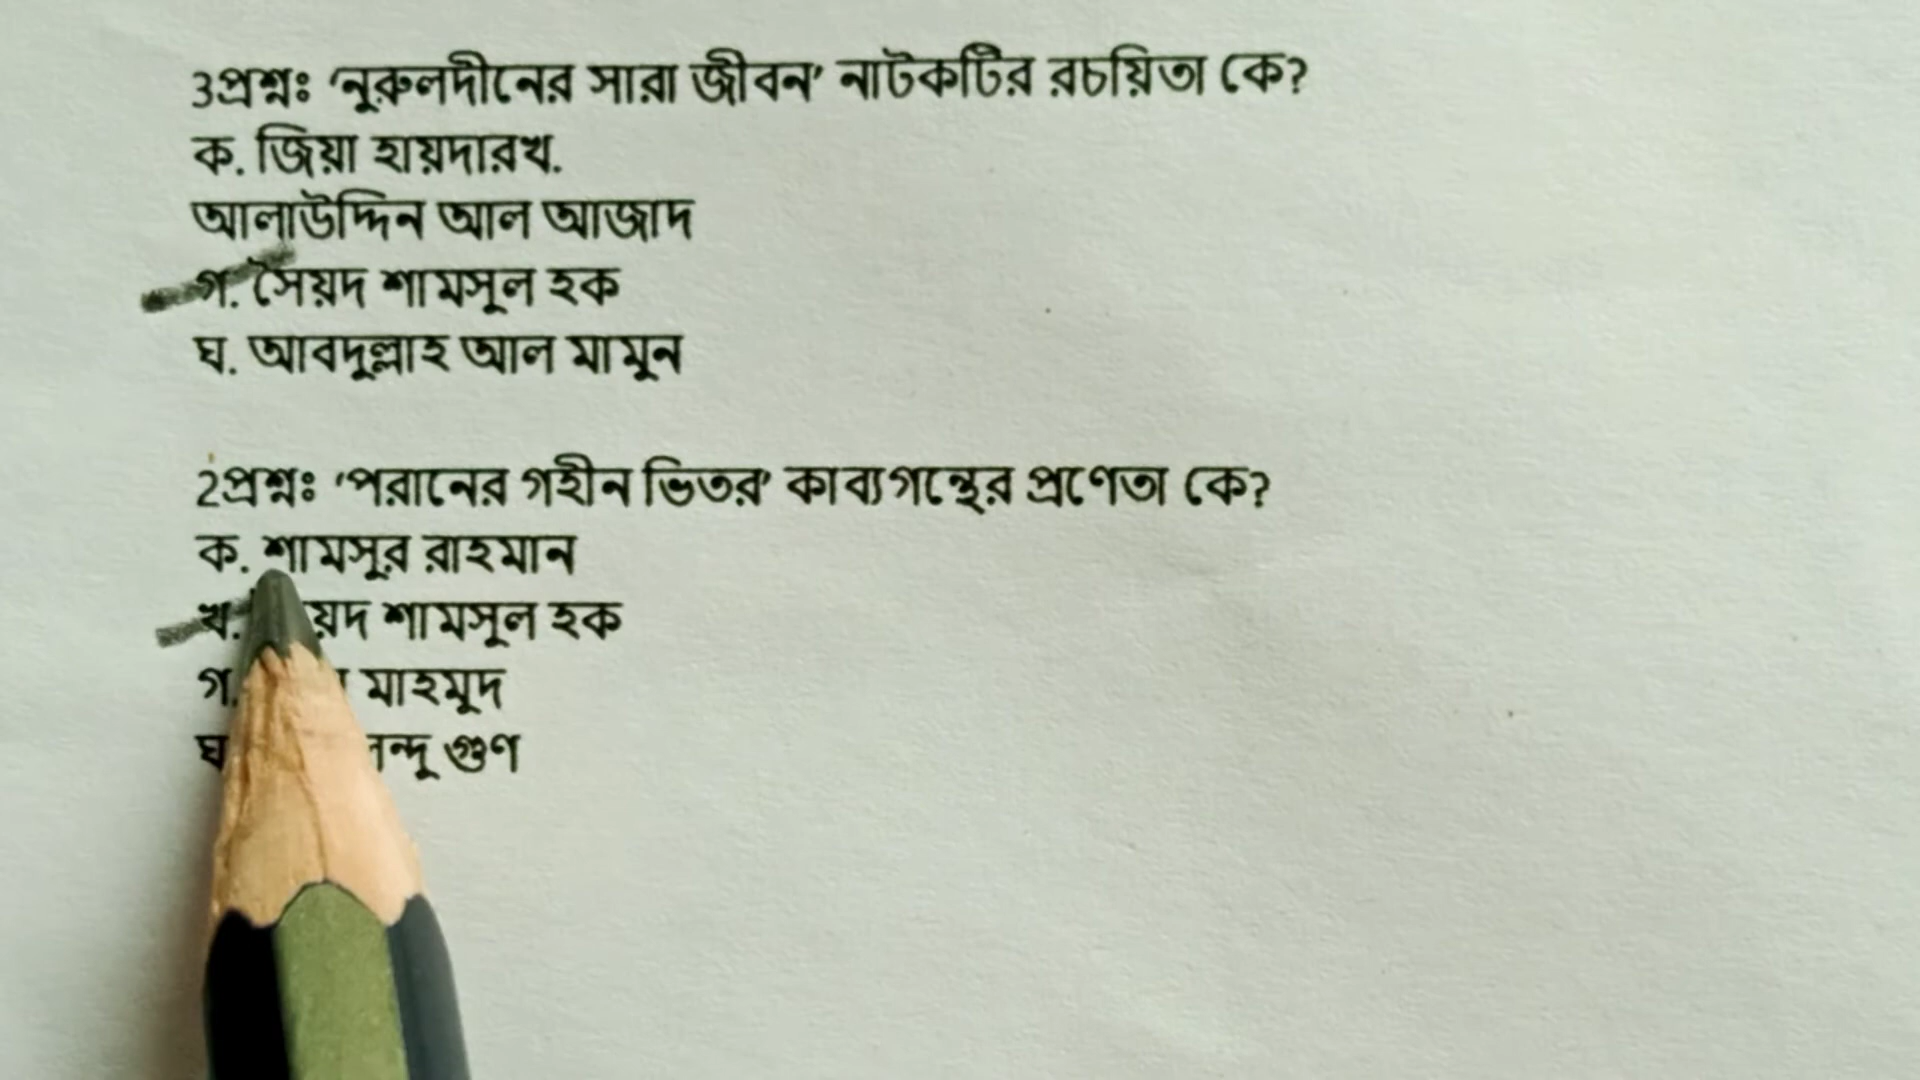 3প্রশ্নঃ ‘নুরুলদীনের সারা জীবন’ নাটকটির রচয়িতা কে?
ক. জিয়া হায়দারখ.
আলাউদ্দিন আল আজাদ
গ. সৈয়দ শামসুল হক
ঘ. আবদুল্লাহ আল মামুন
2প্রশ্নঃ ‘পরানের গহীন ভিতর’ কাব্যগন্থের প্রণেতা কে?
ক. শামসুর রাহমান
খ. শামসুল হক
গ. মাহমুদ
ঘ গুণ